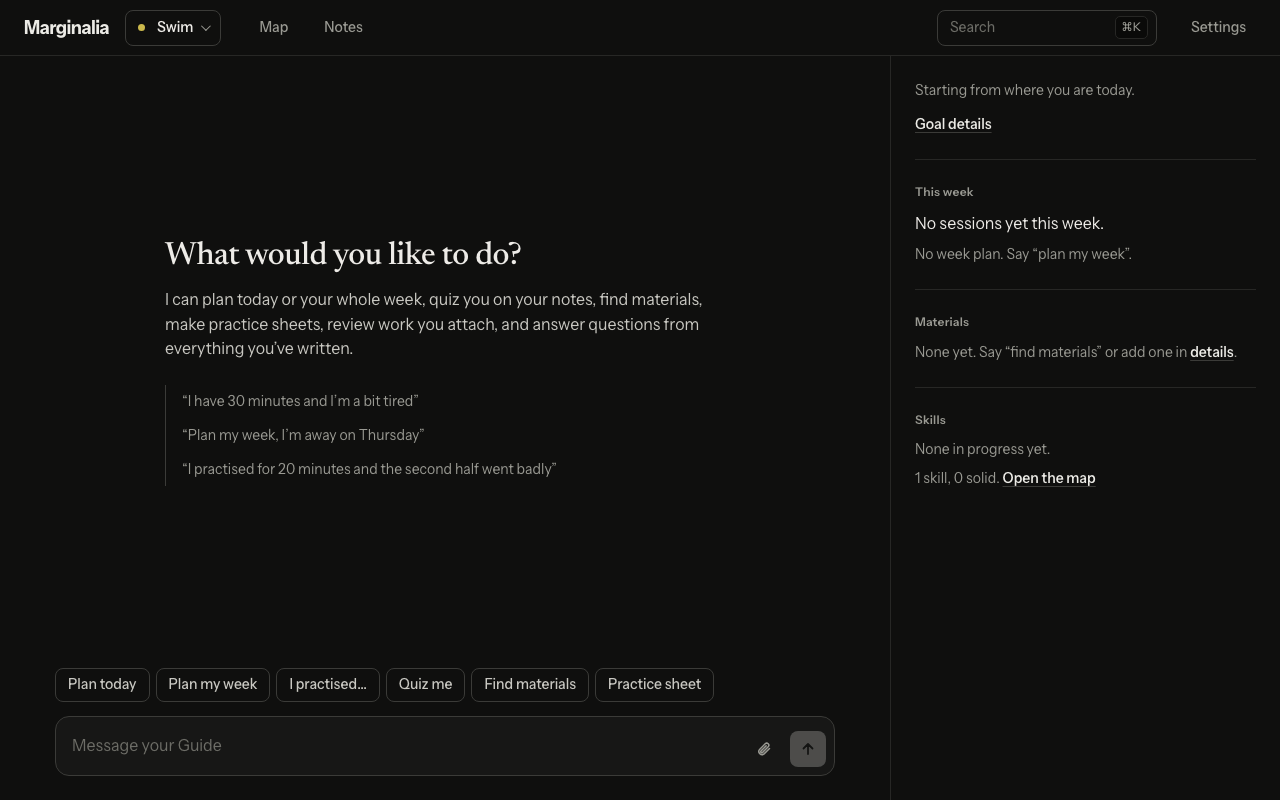 Marginalia
Swim
Map
Notes
Search
⌘K
Settings
What would you like to do?
I can plan today or your whole week, quiz you on your notes, find materials,
make practice sheets, review work you attach, and answer questions from
everything you’ve written.
“I have 30 minutes and I’m a bit tired”
“Plan my week, I’m away on Thursday”
“I practised for 20 minutes and the second half went badly”
Plan today
Plan my week
I practised…
Quiz me
Find materials
Practice sheet
Message your Guide
Starting from where you are today.
Goal details
This week
No sessions yet this week.
No week plan. Say “plan my week”.
Materials
None yet. Say “find materials” or add one in details.
Skills
None in progress yet.
1 skill, 0 solid. Open the map